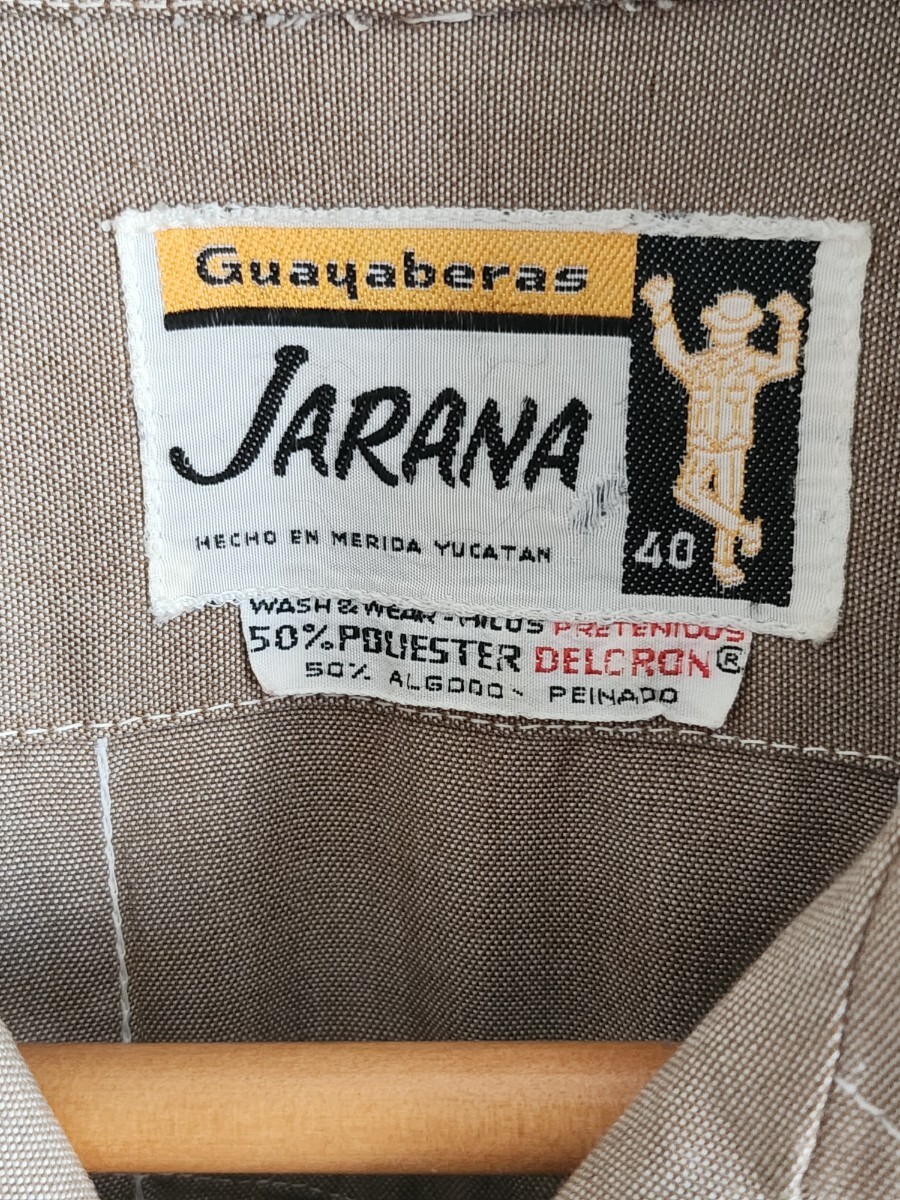 Guayaberas
JARANA
HECHO EN MERIDA YUCATAN
40
WASH & WEAR - HILOS PRETENIDOS
50% POLIESTER DELCRON®
50% ALGODON PEINADO